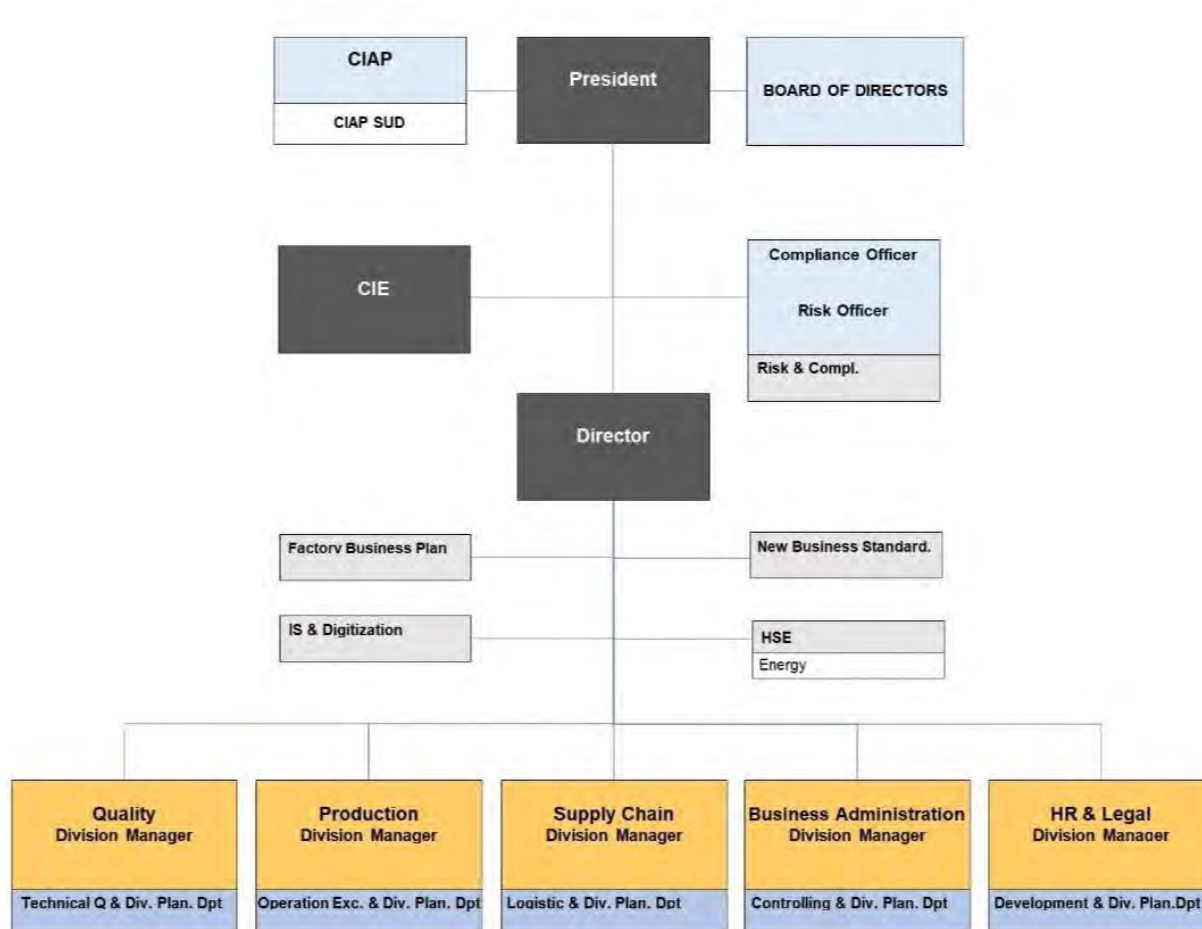 CIAP
CIAP SUD
President
BOARD OF DIRECTORS
CIE
Compliance Officer
Risk Officer
Risk & Compl.
Director
Factory Business Plan
New Business Standard.
IS & Digitization
HSE
Energy
Quality
Division Manager
Technical Q & Div. Plan. Dpt
Production
Division Manager
Operation Exc. & Div. Plan. Dpt
Supply Chain
Division Manager
Logistic & Div. Plan. Dpt
Business Administration
Division Manager
Controlling & Div. Plan. Dpt
HR & Legal
Division Manager
Development & Div. Plan.Dpt